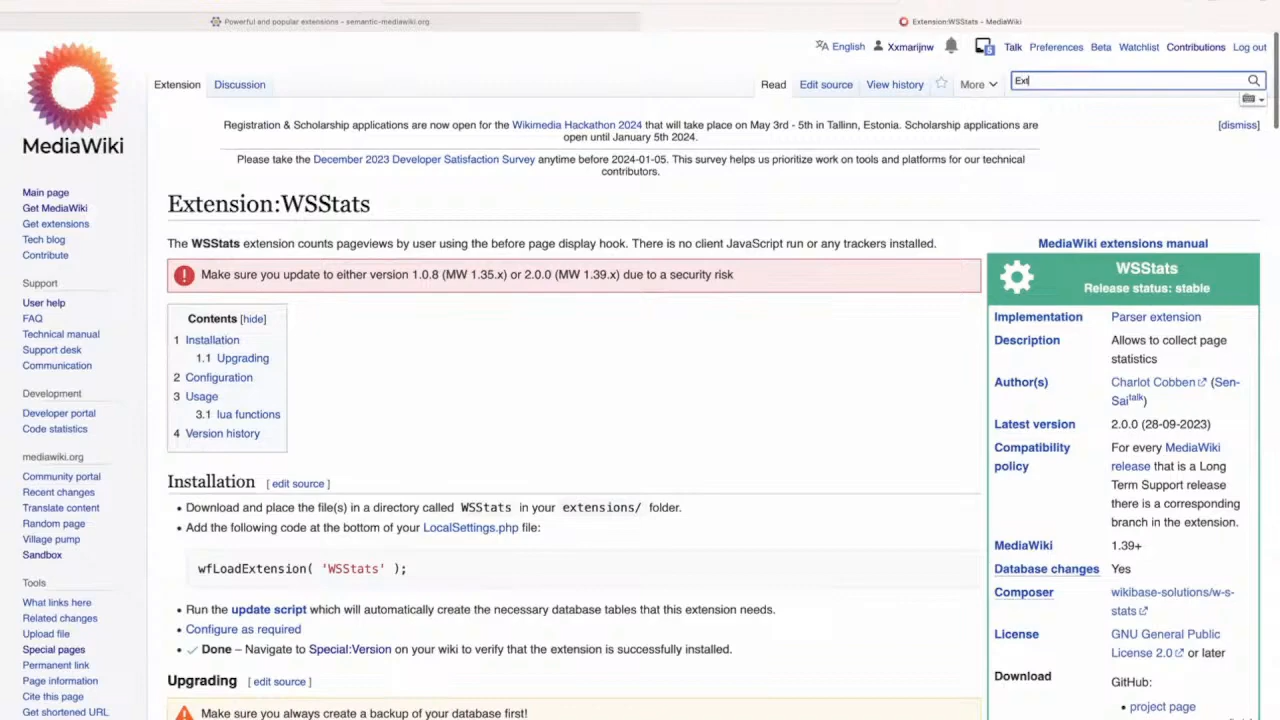 Powerful and popular extensions - semantic-mediawiki.org
Extension:WSStats - MediaWiki
English Xxmarijnw Talk Preferences Beta Watchlist Contributions Log out
Extension Discussion Read Edit source View history More Ext
MediaWiki
Registration & Scholarship applications are now open for the Wikimedia Hackathon 2024 that will take place on May 3rd - 5th in Tallinn, Estonia. Scholarship applications are
open until January 5th 2024.
[dismiss]
Please take the December 2023 Developer Satisfaction Survey anytime before 2024-01-05. This survey helps us prioritize work on tools and platforms for our technical
contributors.
Main page
Get MediaWiki
Get extensions
Tech blog
Contribute
Support
User help
FAQ
Technical manual
Support desk
Communication
Development
Developer portal
Code statistics
mediawiki.org
Community portal
Recent changes
Translate content
Random page
Village pump
Sandbox
Tools
What links here
Related changes
Upload file
Special pages
Permanent link
Page information
Cite this page
Get shortened URL
Extension:WSStats
The WSStats extension counts pageviews by user using the before page display hook. There is no client JavaScript run or any trackers installed.
Make sure you update to either version 1.0.8 (MW 1.35.x) or 2.0.0 (MW 1.39.x) due to a security risk
Contents [hide]
1 Installation
1.1 Upgrading
2 Configuration
3 Usage
3.1 lua functions
4 Version history
Installation [ edit source ]
• Download and place the file(s) in a directory called WSStats in your extensions/ folder.
• Add the following code at the bottom of your LocalSettings.php file:
wfLoadExtension( 'WSStats' );
• Run the update script which will automatically create the necessary database tables that this extension needs.
• Configure as required
• ✓ Done – Navigate to Special:Version on your wiki to verify that the extension is successfully installed.
Upgrading [ edit source ]
Make sure you always create a backup of your database first!
MediaWiki extensions manual
WSStats
Release status: stable
Implementation Parser extension
Description Allows to collect page
statistics
Author(s) Charlot Cobben (Sen-
Saitalk)
Latest version 2.0.0 (28-09-2023)
Compatibility For every MediaWiki
policy release that is a Long
Term Support release
there is a corresponding
branch in the extension.
MediaWiki 1.39+
Database changes Yes
Composer wikibase-solutions/w-s-
stats
License GNU General Public
License 2.0 or later
Download GitHub:
• project page